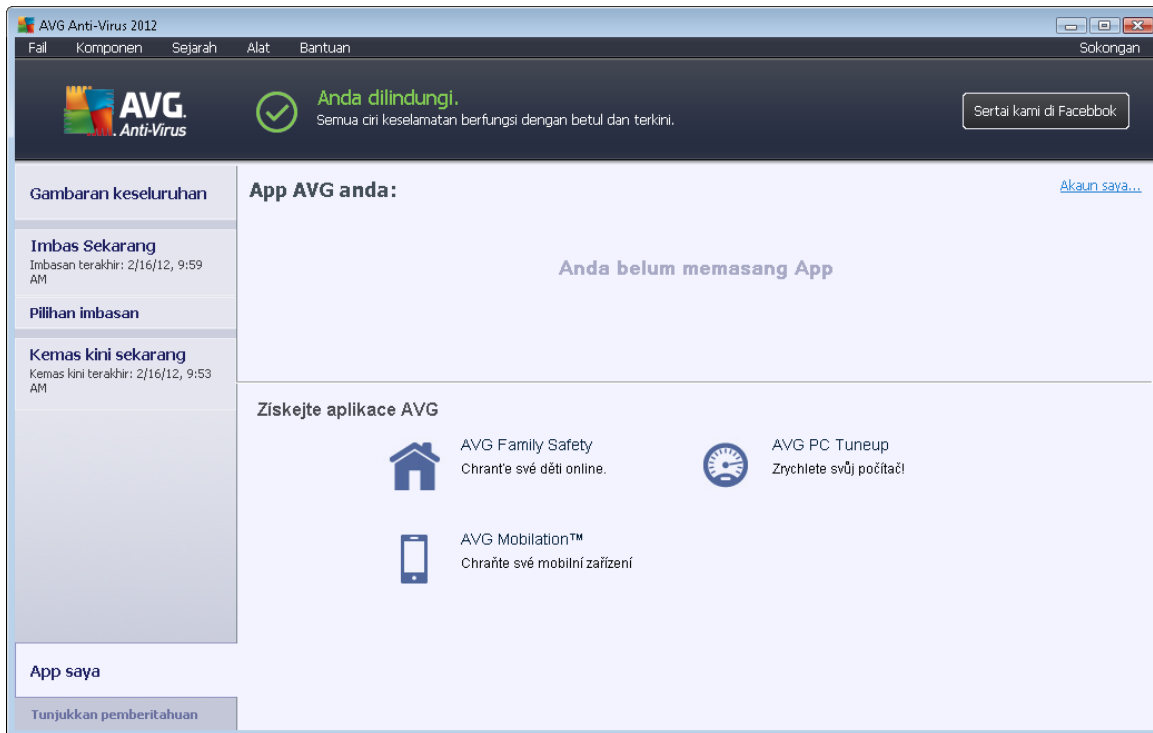 AVG Anti-Virus 2012
Fail Komponen Sejarah Alat Bantuan Sokongan
AVG.
Anti-Virus
Anda dilindungi.
Semua ciri keselamatan berfungsi dengan betul dan terkini.
Sertai kami di Facebbok
Gambaran keseluruhan
Imbas Sekarang
Imbasan terakhir: 2/16/12, 9:59
AM
Pilihan imbasan
Kemas kini sekarang
Kemas kini terakhir: 2/16/12, 9:53
AM
App saya
Tunjukkan pemberitahuan
App AVG anda:
Akaun saya...
Anda belum memasang App
Získejte aplikace AVG
AVG Family Safety
Chranťe své děti online.
AVG PC Tuneup
Zrychlete svůj počítač!
AVG Mobilation™
Chraňte své mobilní zařízení